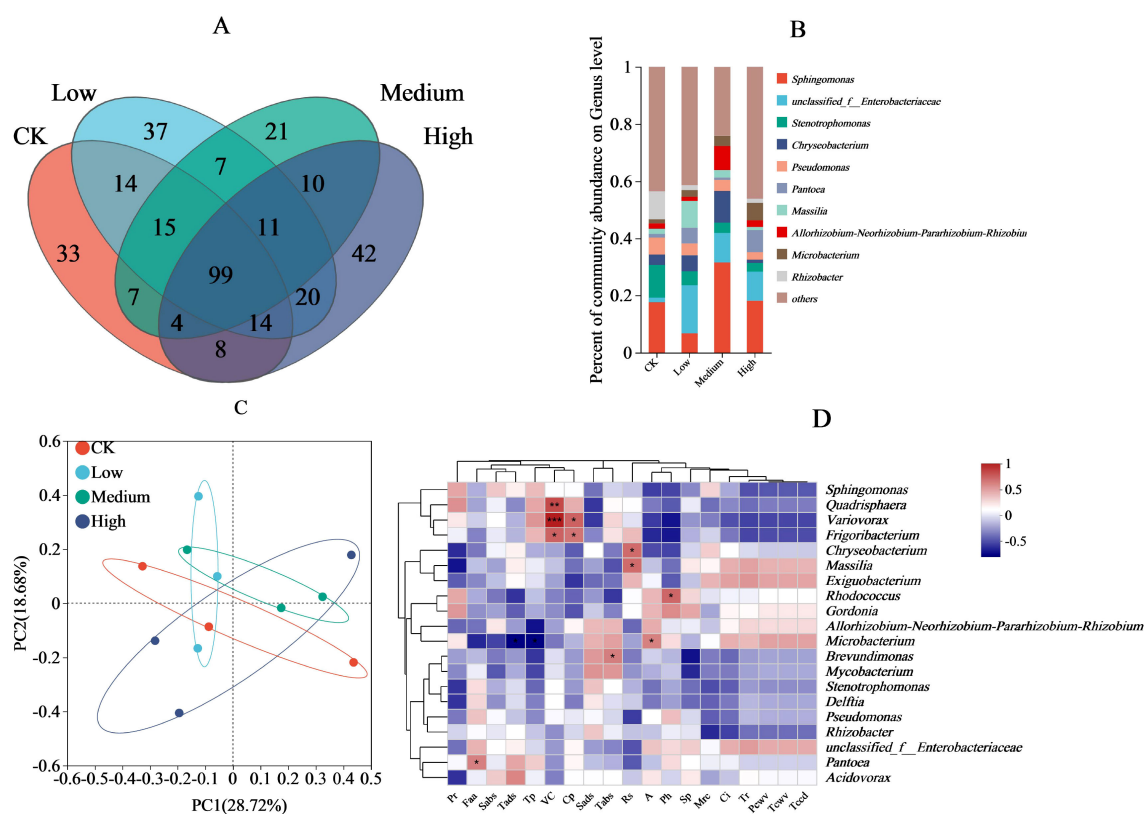 A
Low
Medium
CK
High
37
21
7
10
14
15
11
33
42
99
7
20
4
14
8
B
Percent of community abundance on Genus level
1
0.8
0.6
0.4
0.2
0
CK
Low
Medium
High
Sphingomonas
unclassified_f__Enterobacteriaceae
Stenotrophomonas
Chryseobacterium
Pseudomonas
Pantoea
Massilia
Allorhizobium-Neorhizobium-Pararhizobium-Rhizobiur
Microbacterium
Rhizobacter
others
C
CK
Low
Medium
High
PC2(18.68%)
0.6
0.4
0.2
0
-0.2
-0.4
-0.6
-0.6 -0.5 -0.4 -0.3 -0.2 -0.1 0 0.1 0.2 0.3 0.4 0.5
PC1(28.72%)
D
1
0.5
0
-0.5
Sphingomonas
** Quadrisphaera
*** * Variovorax
* * Frigoribacterium
* Chryseobacterium
* Massilia
Exiguobacterium
* Rhodococcus
Gordonia
Allorhizobium-Neorhizobium-Pararhizobium-Rhizobium
* * * Microbacterium
* Brevundimonas
Mycobacterium
Stenotrophomonas
Delftia
Pseudomonas
Rhizobacter
unclassified_f__Enterobacteriaceae
* Pantoea
Acidovorax
Pr Faa Sabs Tads Tp VC Cp Sads Tabs Rs A Ph Sp Mrc Ci Tr Pcwv Tcwv Tccd